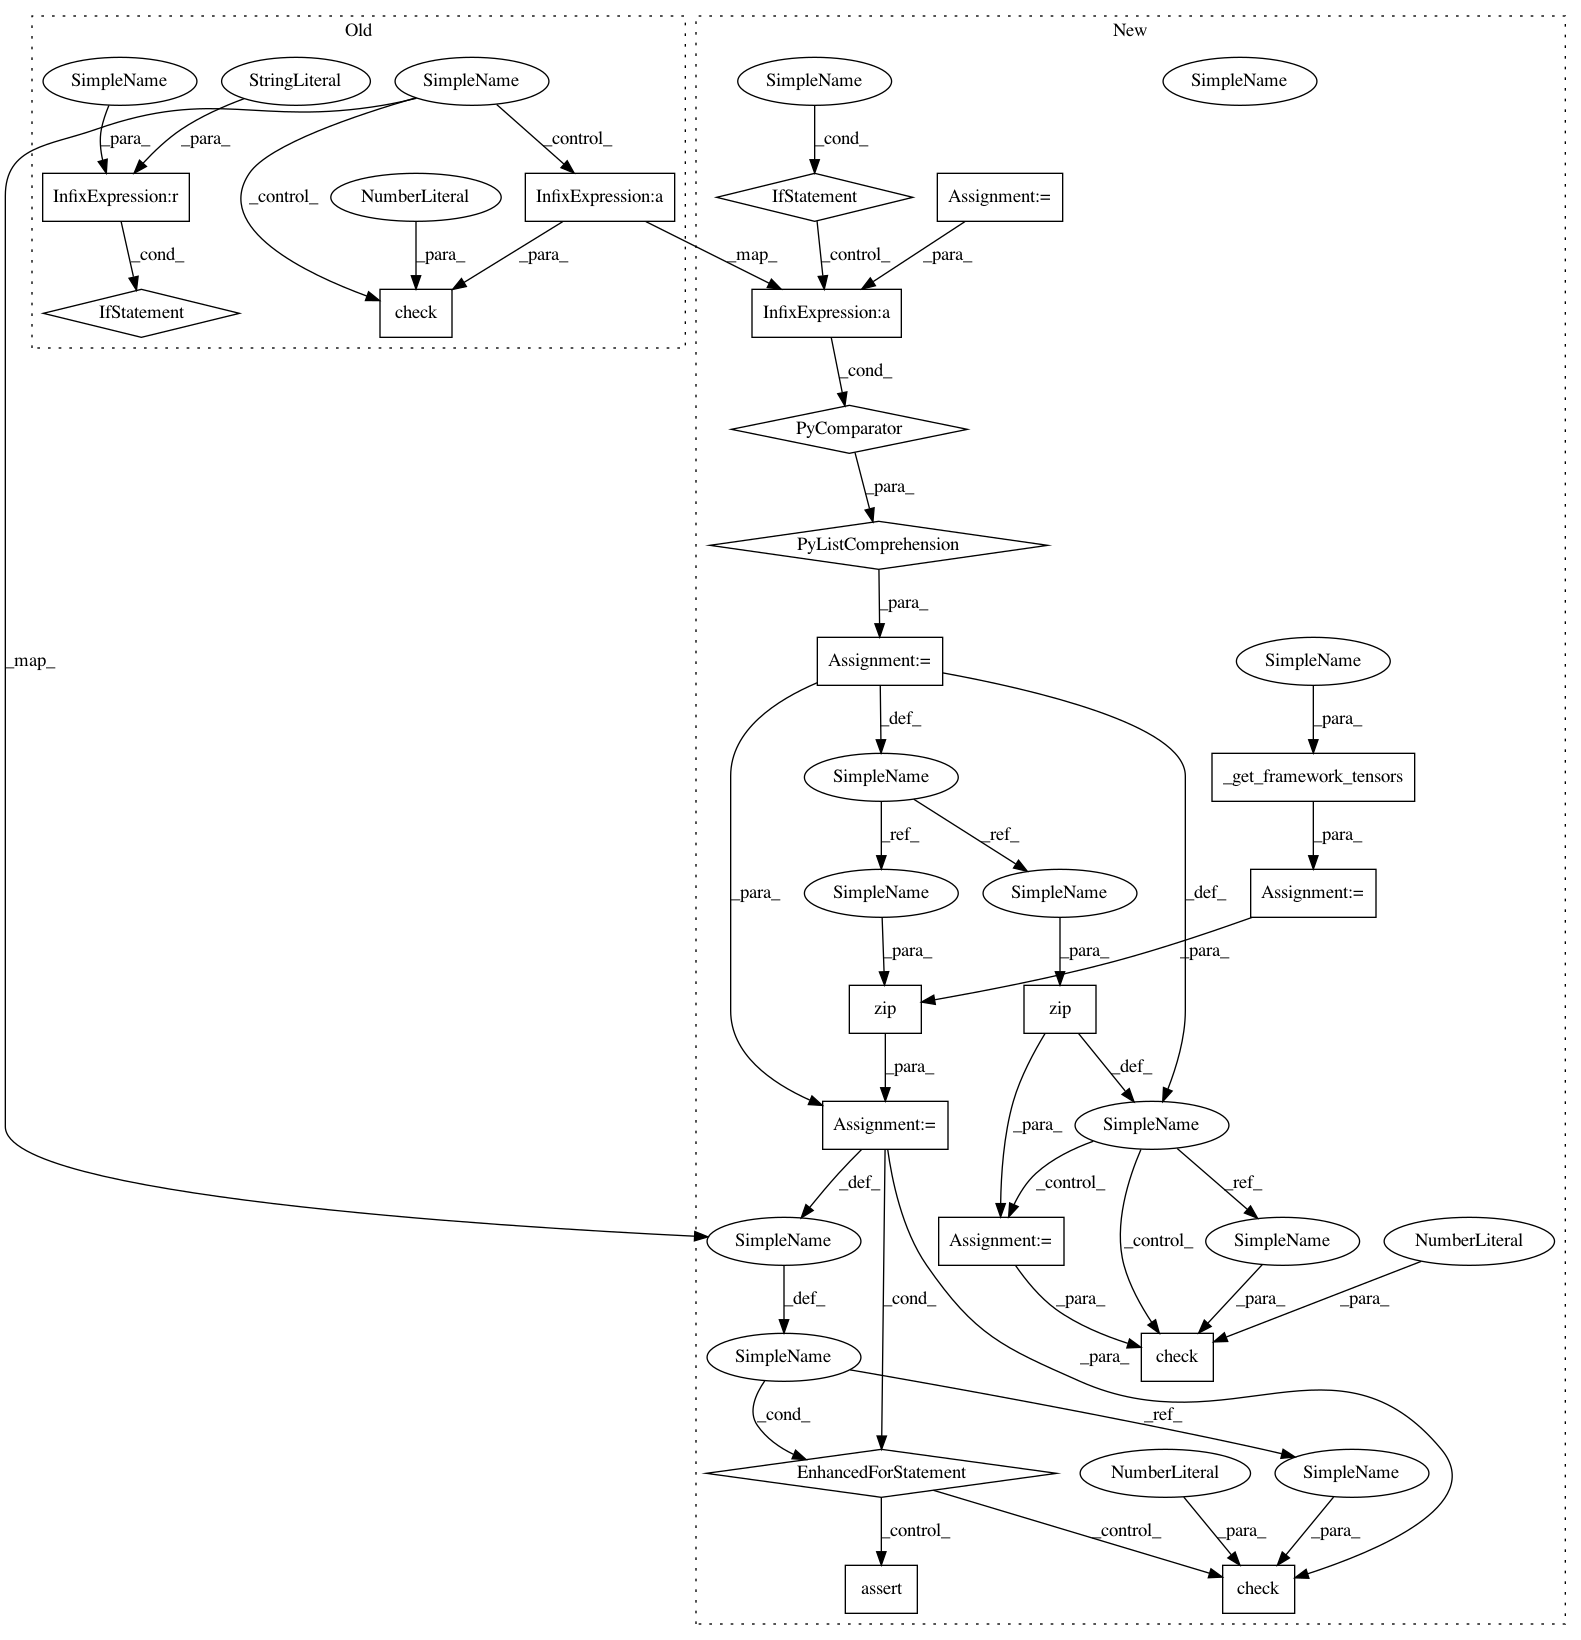 Old
New
SimpleName
StringLiteral
SimpleName
SimpleName
SimpleName
_para_
_para_
_control_
_cond_
InfixExpression:r
_control_
NumberLiteral
InfixExpression:a
IfStatement
Assignment:=
_cond_
_para_
_para_
_map_
_control_
_para_
IfStatement
check
InfixExpression:a
_cond_
PyComparator
_para_
PyListComprehension
_para_
_map_
Assignment:=
SimpleName
_def_
_para_
SimpleName
_get_framework_tensors
_ref_
_ref_
_para_
_para_
SimpleName
SimpleName
_def_
Assignment:=
_para_
_para_
_para_
zip
zip
_para_
_def_
Assignment:=
_para_
SimpleName
_def_
_control_
_ref_
SimpleName
Assignment:=
_control_
SimpleName
NumberLiteral
_def_
_cond_
_para_
_para_
_para_
SimpleName
_para_
check
_cond_
_ref_
EnhancedForStatement
NumberLiteral
SimpleName
_control_
_control_
_para_
_para_
assert
check